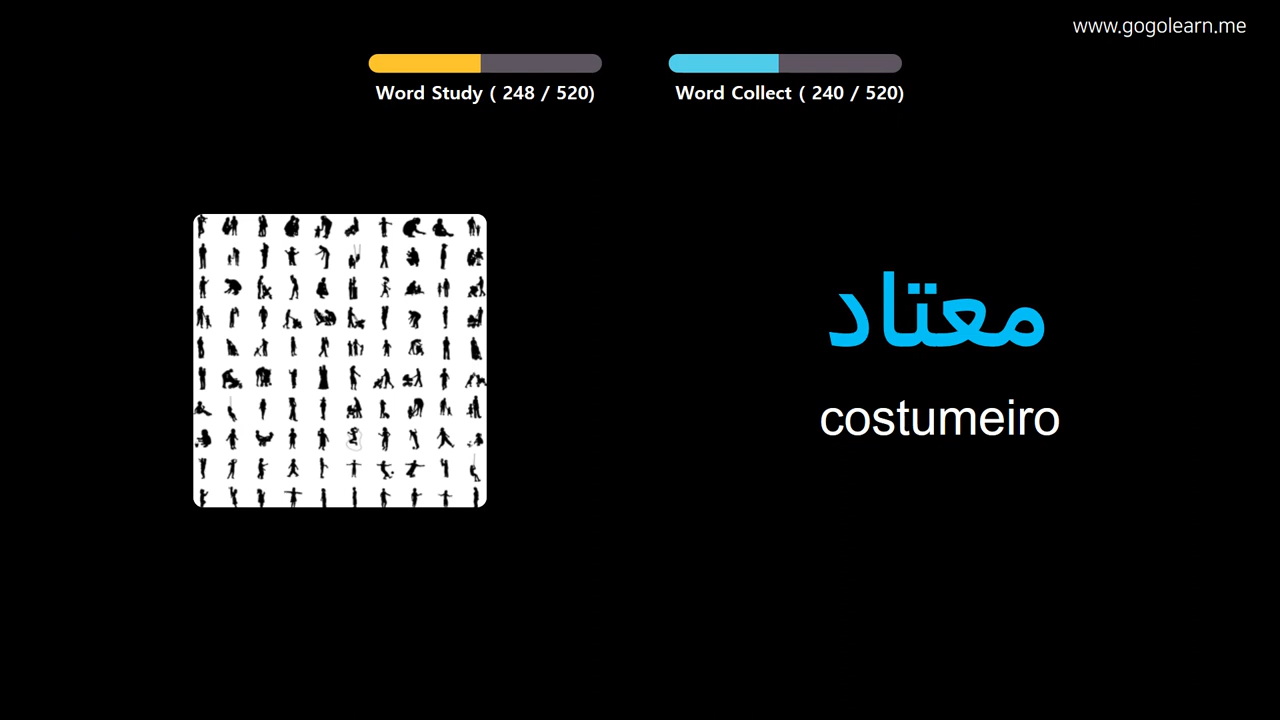 www.gogolearn.me
Word Study ( 248 / 520)
Word Collect ( 240 / 520)
معتاد
costumeiro